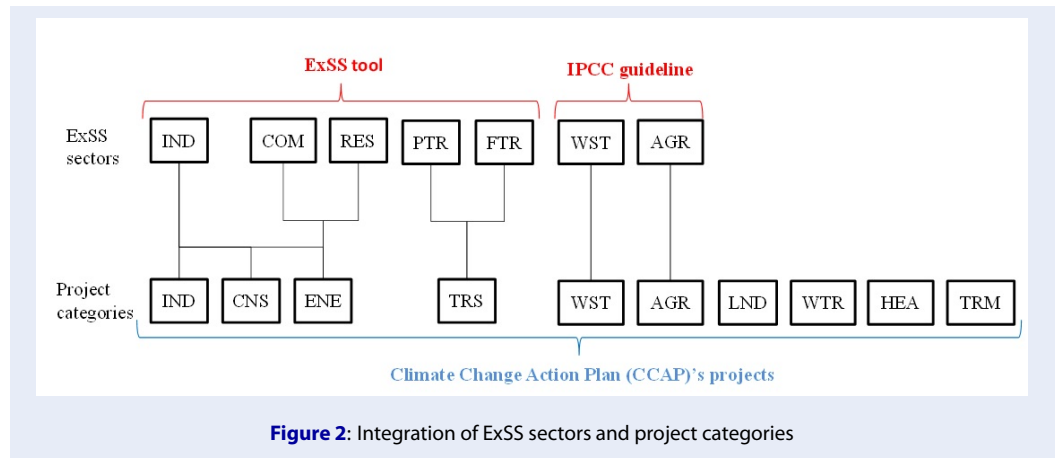 ExSS tool IPCC guideline
ExSS
sectors
IND COM RES PTR FTR WST AGR
Project
categories
IND CNS ENE TRS WST AGR LND WTR HEA TRM
Climate Change Action Plan (CCAP)’s projects
Figure 2: Integration of ExSS sectors and project categories